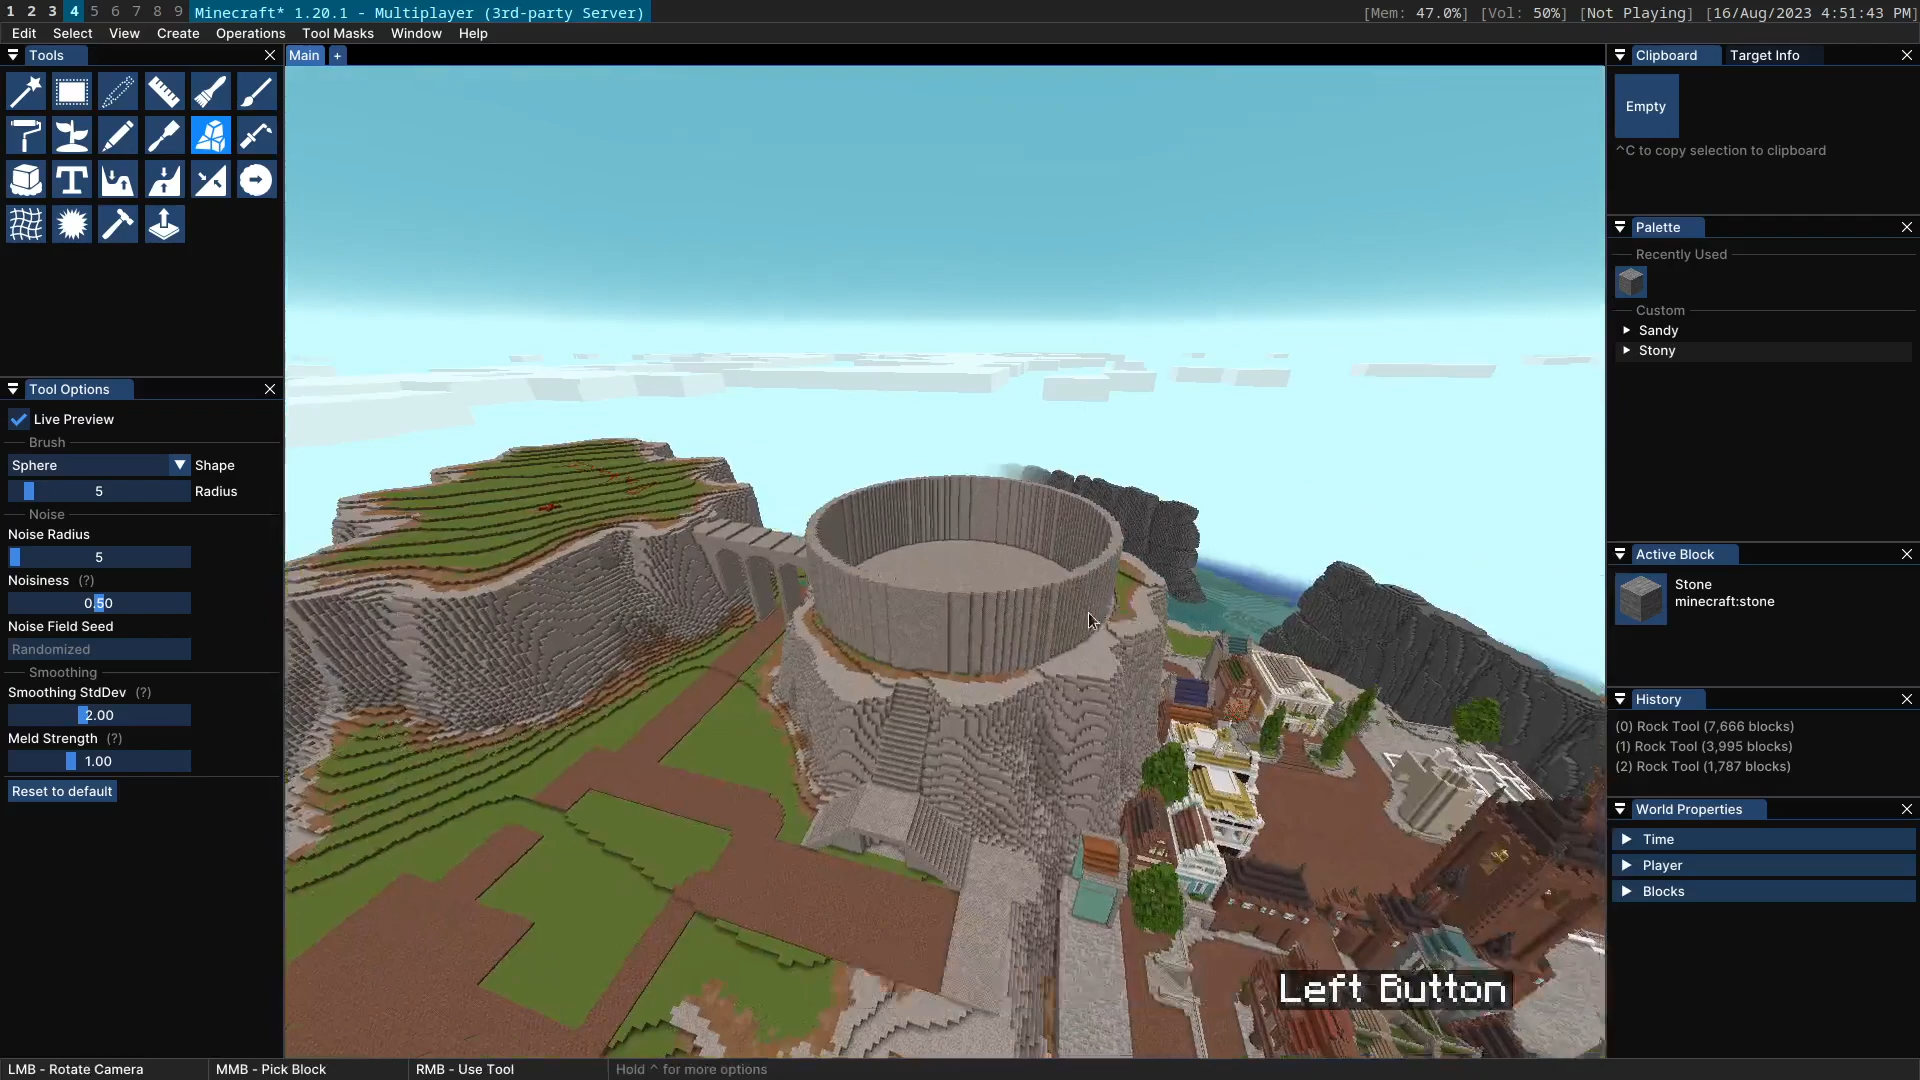 1 2 3 4 5 6 7 8 9 Minecraft* 1.20.1 - Multiplayer (3rd-party Server) [Mem: 47.0%] [Vol: 50%] [Not Playing] [16/Aug/2023 4:51:43 PM]
Edit Select View Create Operations Tool Masks Window Help
Tools
Main +
Tool Options
Live Preview
Brush
Sphere Shape
5 Radius
Noise
Noise Radius
5
Noisiness (?)
0.50
Noise Field Seed
Randomized
Smoothing
Smoothing StdDev (?)
2.00
Meld Strength (?)
1.00
Reset to default
Clipboard Target Info
Empty
^C to copy selection to clipboard
Palette
Recently Used
Custom
Sandy
Stony
Active Block
Stone
minecraft:stone
History
(0) Rock Tool (7,666 blocks)
(1) Rock Tool (3,995 blocks)
(2) Rock Tool (1,787 blocks)
World Properties
Time
Player
Blocks
Left Button
LMB - Rotate Camera MMB - Pick Block RMB - Use Tool Hold ^ for more options